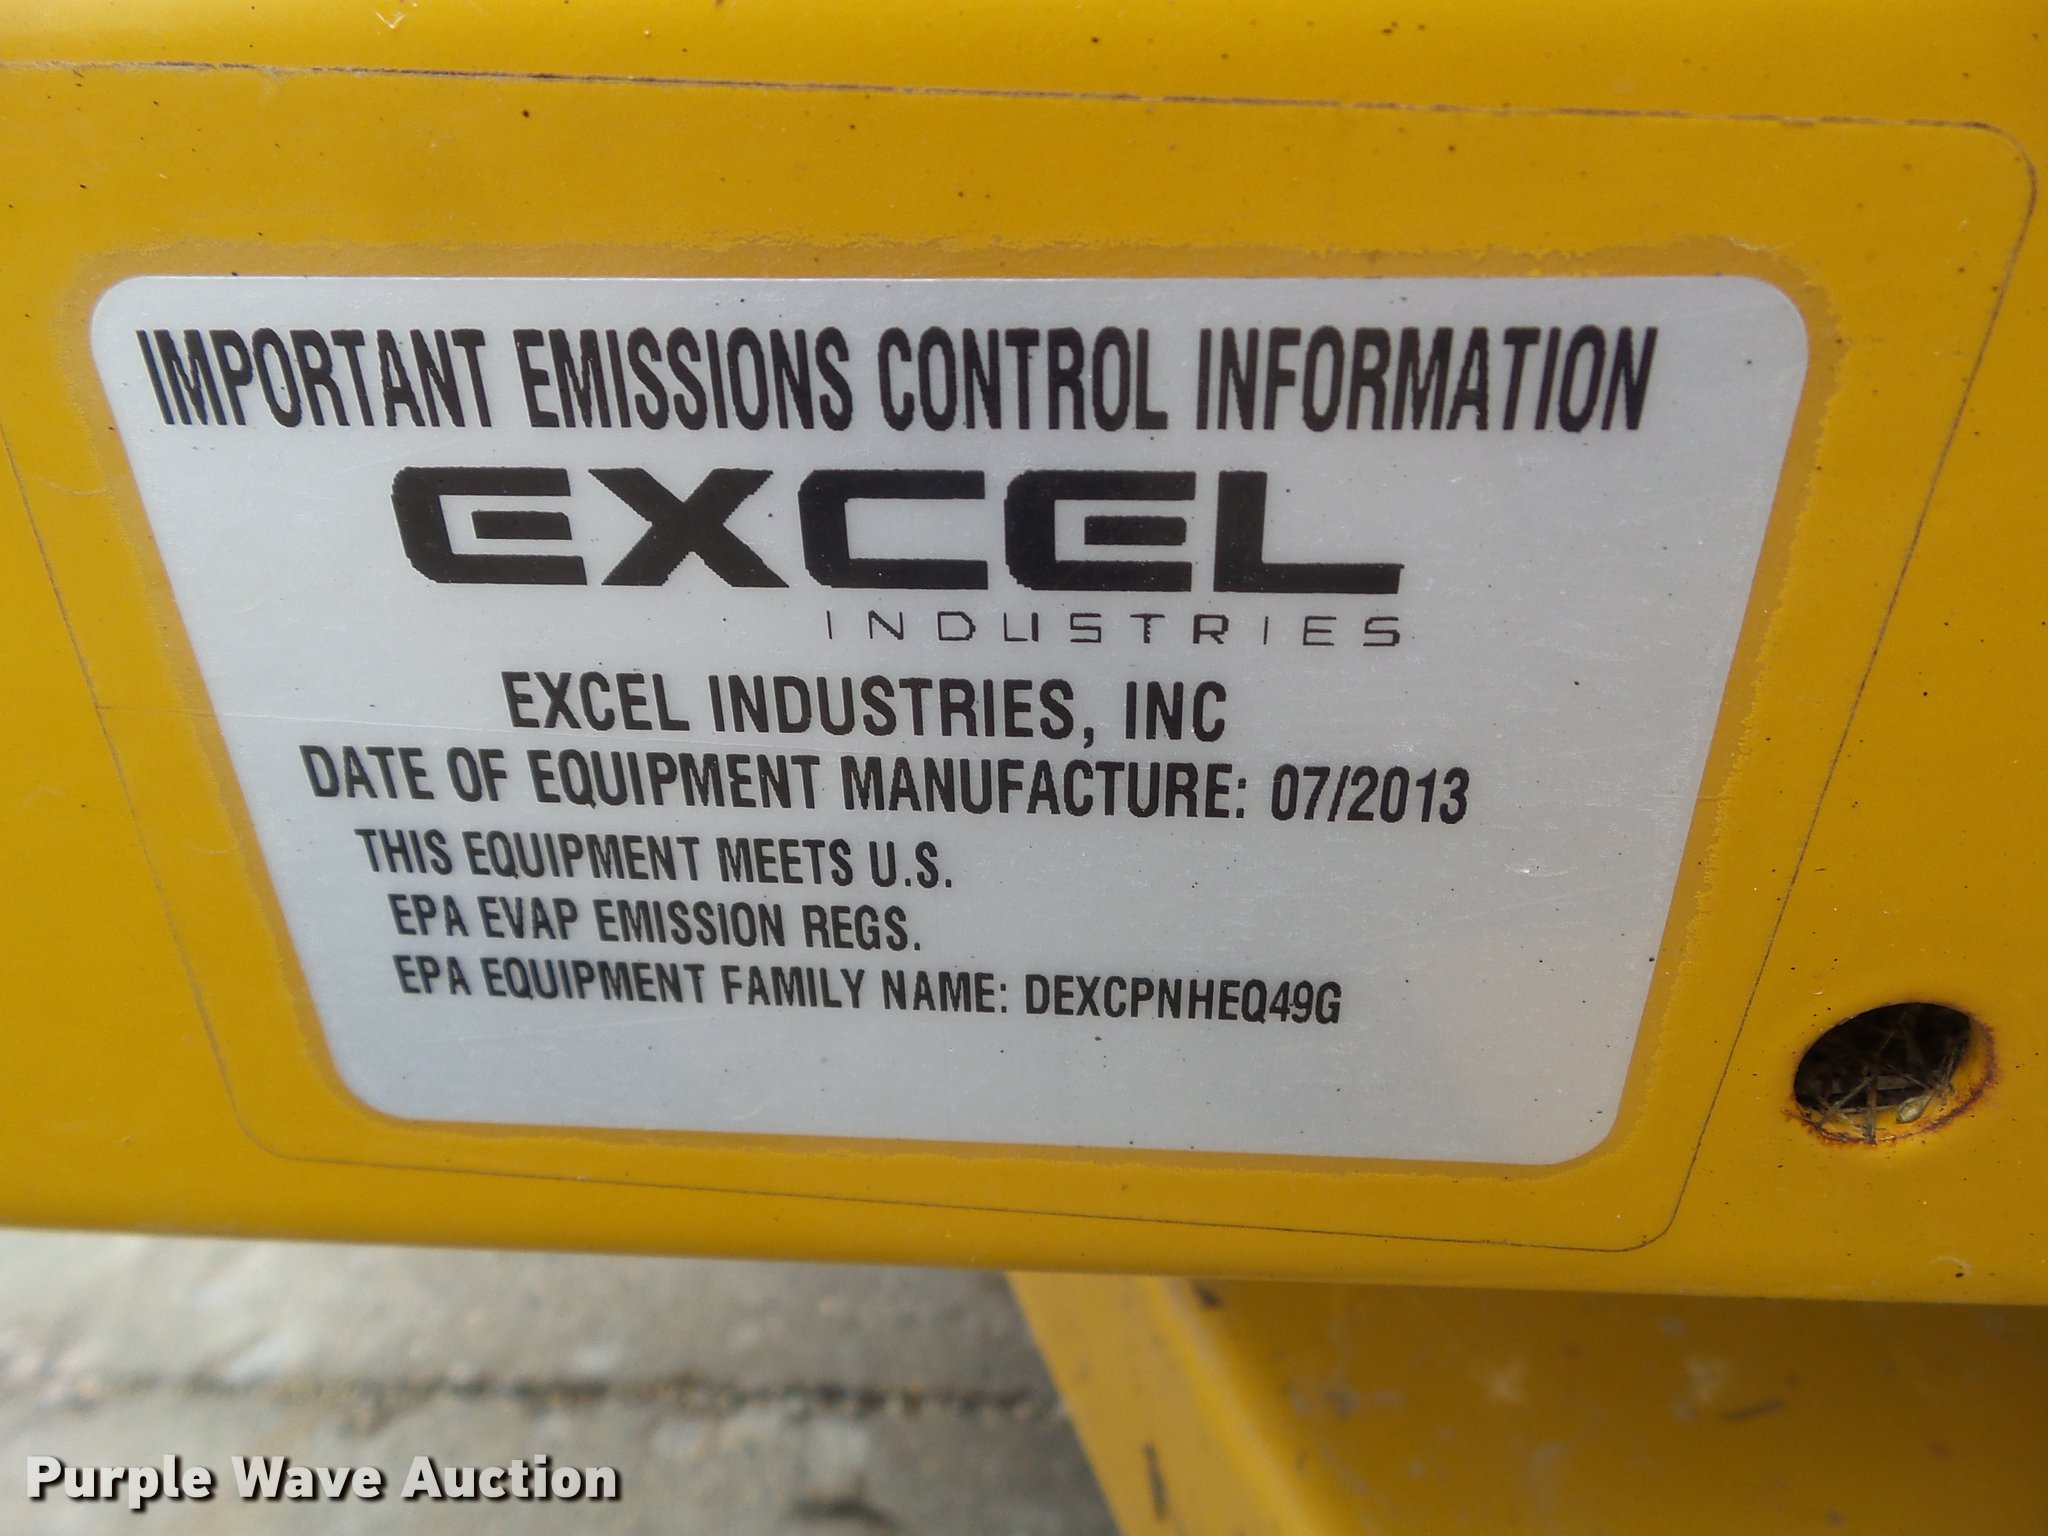 IMPORTANT EMISSIONS CONTROL INFORMATION
EXCEL
INDUSTRIES
EXCEL INDUSTRIES, INC
DATE OF EQUIPMENT MANUFACTURE: 07/2013
THIS EQUIPMENT MEETS U.S.
EPA EVAP EMISSION REGS.
EPA EQUIPMENT FAMILY NAME: DEXCPNHEQ49G
Purple Wave Auction